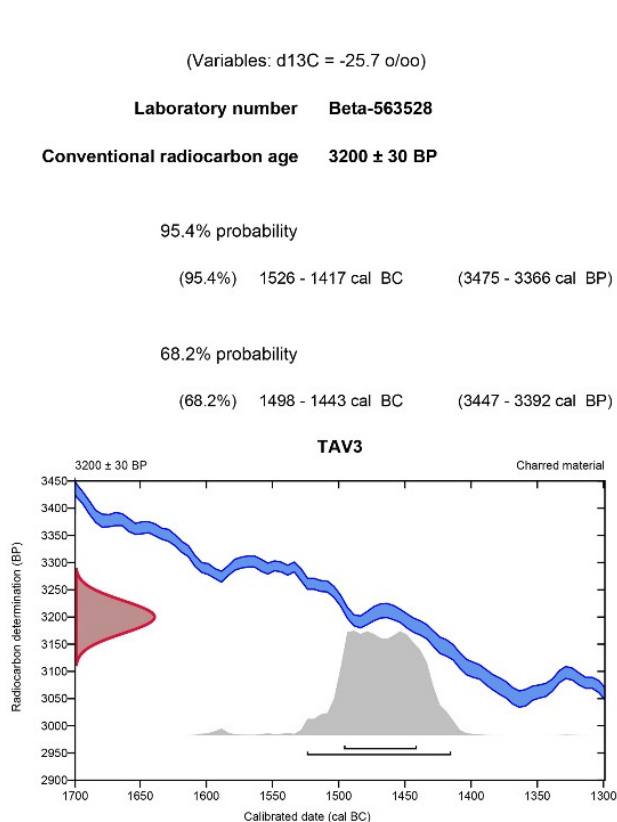 (Variables: d13C = -25.7 o/oo)
Laboratory number Beta-563528
Conventional radiocarbon age 3200 ± 30 BP
95.4% probability
(95.4%) 1526 - 1417 cal BC (3475 - 3366 cal BP)
68.2% probability
(68.2%) 1498 - 1443 cal BC (3447 - 3392 cal BP)
TAV3
3200 ± 30 BP Charred material
3450
3400
3350
3300
3250
3200
3150
3100
3050
3000
2950
2900
Radiocarbon determination (BP)
1700 1650 1600 1550 1500 1450 1400 1350 1300
Calibrated date (cal BC)